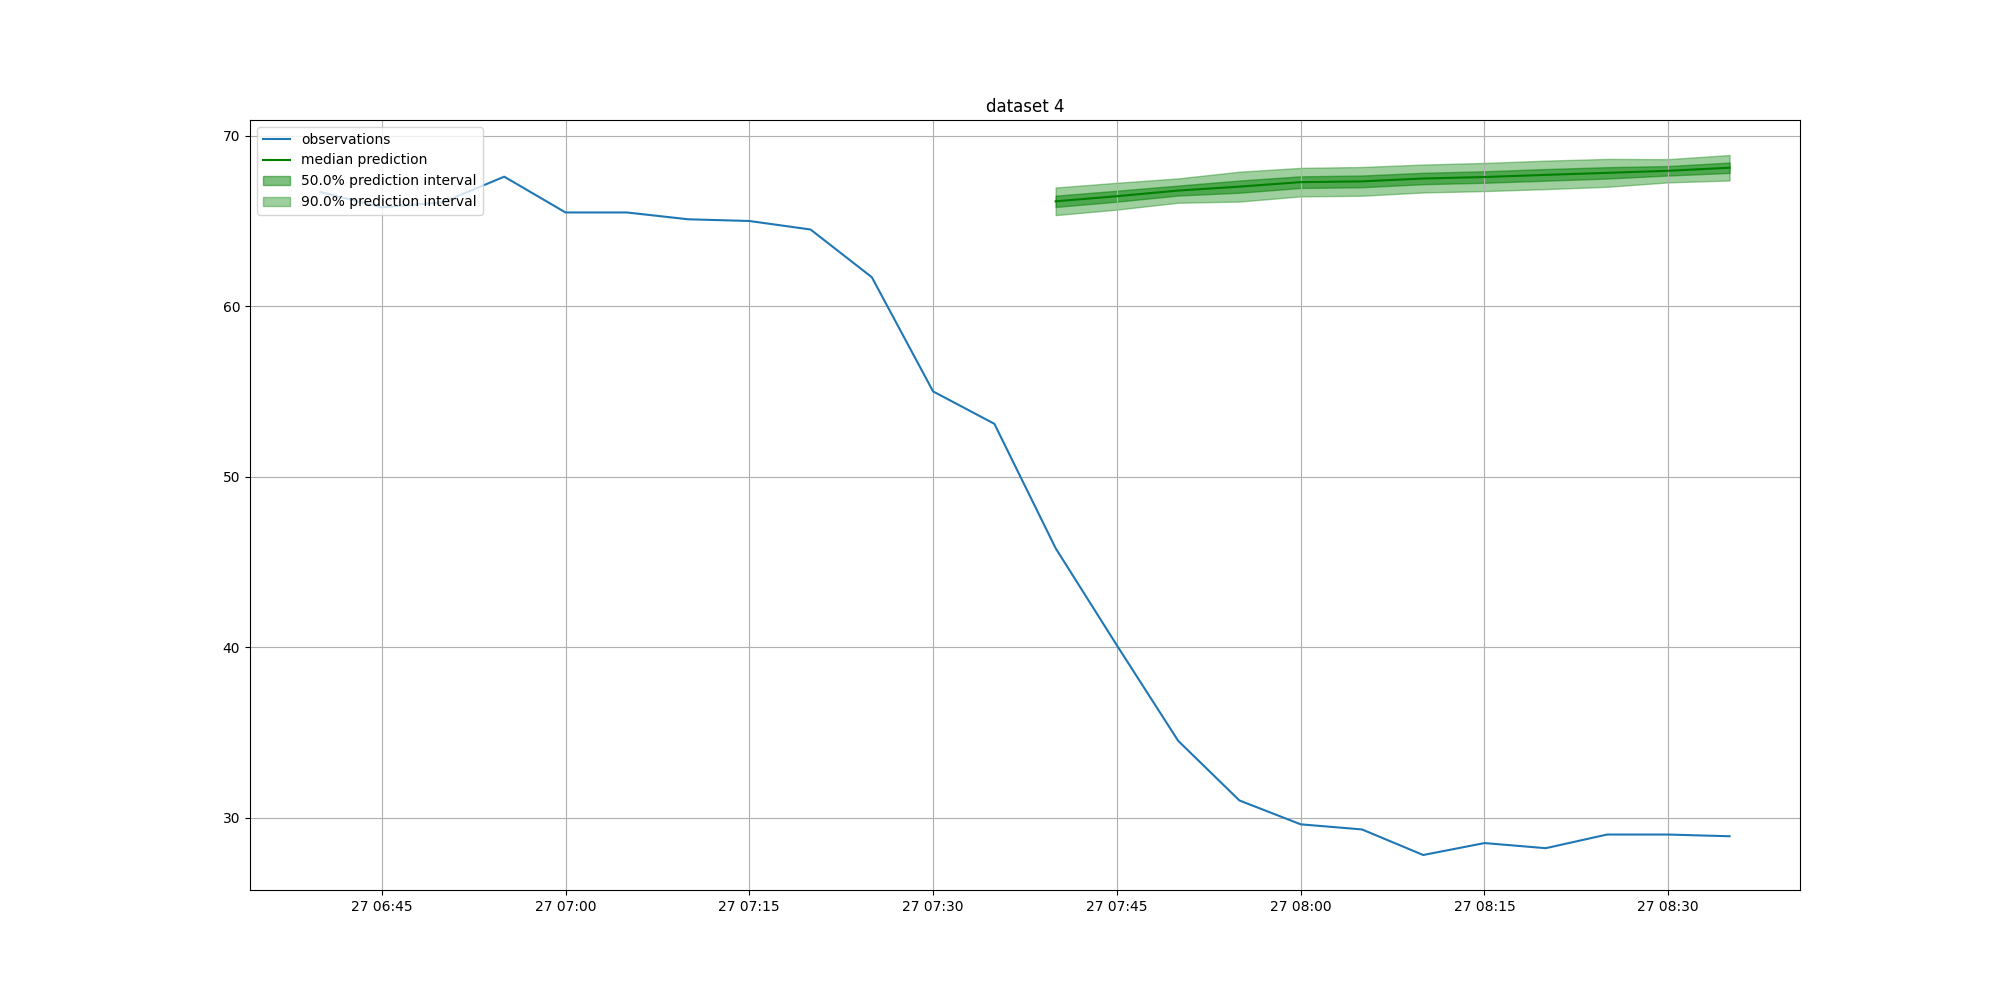 dataset 4
observations
median prediction
50.0% prediction interval
90.0% prediction interval
70
60
50
40
30
27 06:45
27 07:00
27 07:15
27 07:30
27 07:45
27 08:00
27 08:15
27 08:30